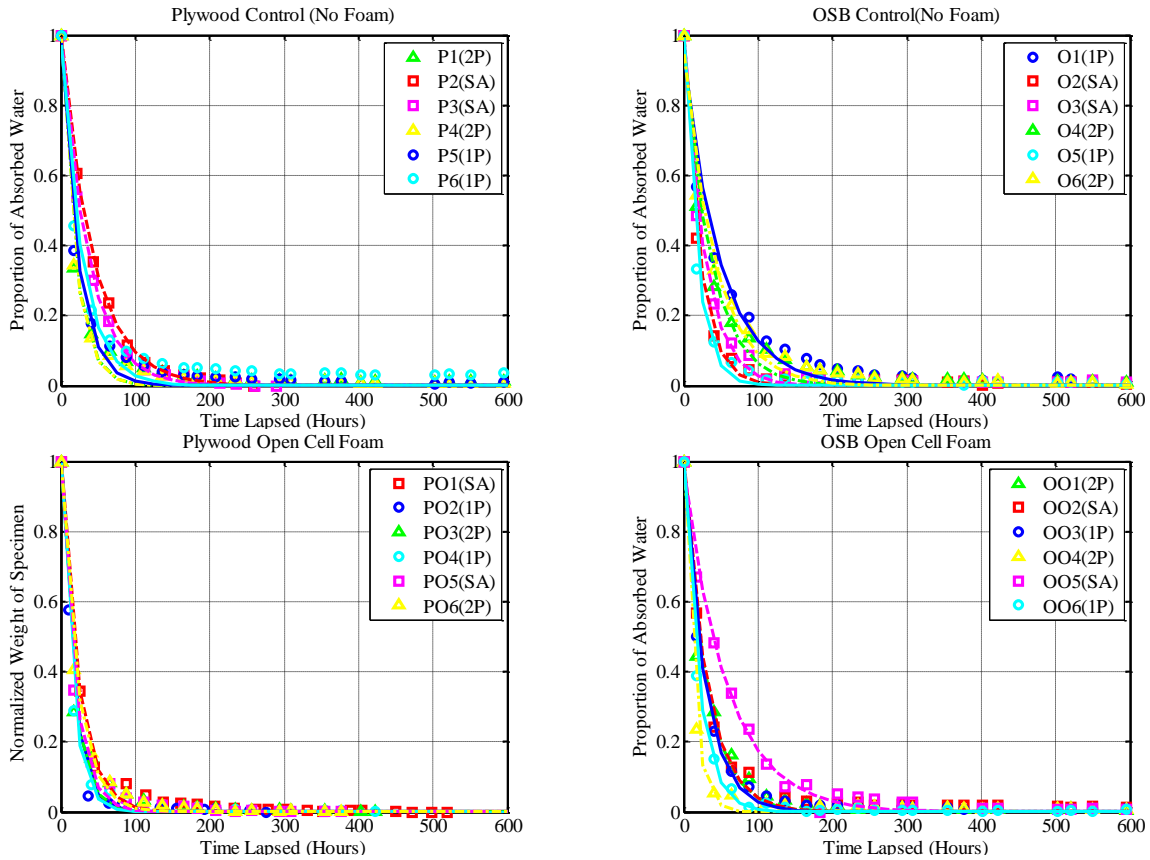 Plywood Control (No Foam)
Proportion of Absorbed Water
1
0.8
0.6
0.4
0.2
0
0 100 200 300 400 500 600
Time Lapsed (Hours)
P1(2P)
P2(SA)
P3(SA)
P4(2P)
P5(1P)
P6(1P)
OSB Control(No Foam)
Proportion of Absorbed Water
1
0.8
0.6
0.4
0.2
0
0 100 200 300 400 500 600
Time Lapsed (Hours)
O1(1P)
O2(SA)
O3(SA)
O4(2P)
O5(1P)
O6(2P)
Plywood Open Cell Foam
Normalized Weight of Specimen
1
0.8
0.6
0.4
0.2
0
0 100 200 300 400 500 600
Time Lapsed (Hours)
PO1(SA)
PO2(1P)
PO3(2P)
PO4(1P)
PO5(SA)
PO6(2P)
OSB Open Cell Foam
Proportion of Absorbed Water
1
0.8
0.6
0.4
0.2
0
0 100 200 300 400 500 600
Time Lapsed (Hours)
OO1(2P)
OO2(SA)
OO3(1P)
OO4(2P)
OO5(SA)
OO6(1P)